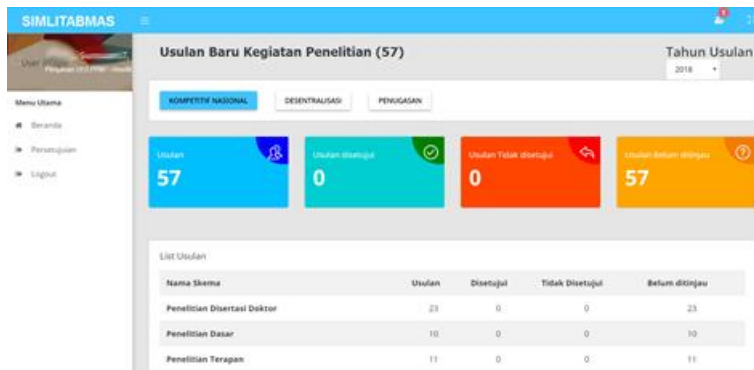 SIMLITABMAS
1
Usulan Baru Kegiatan Penelitian (57)
Tahun Usulan
2018
Menu Utama
Beranda
Persetujuan
Logout
KOMPETITIF NASIONAL
DESENTRALISASI
PENUGASAN
Usulan
57
Usulan disetujui
0
Usulan Tidak disetujui
0
Usulan Belum ditinjau
57
List Usulan
Nama Skema Usulan Disetujui Tidak Disetujui Belum ditinjau
Penelitian Disertasi Doktor 23 0 0 23
Penelitian Dasar 10 0 0 10
Penelitian Terapan 11 0 0 11